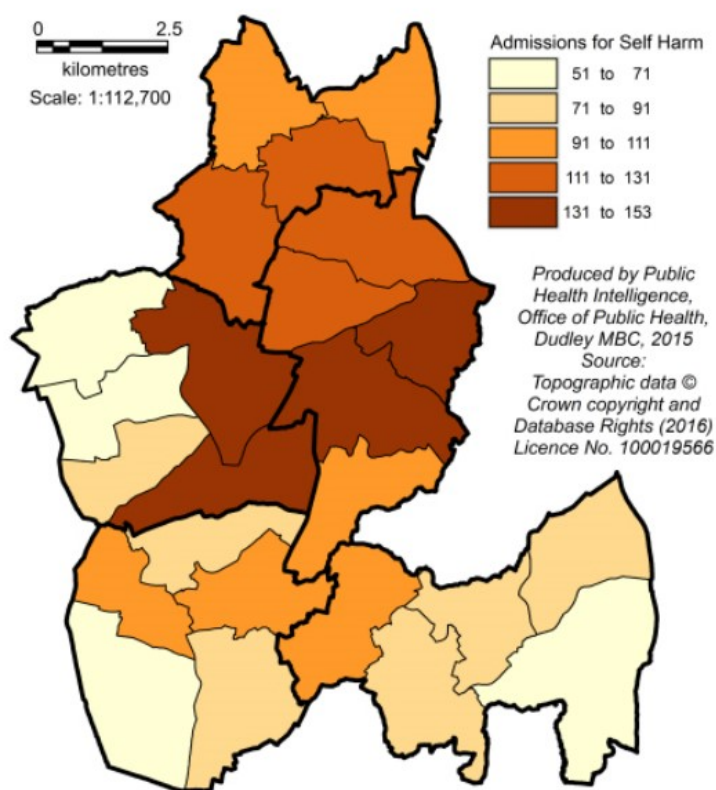 0 2.5
kilometres
Scale: 1:112,700
Admissions for Self Harm
51 to 71
71 to 91
91 to 111
111 to 131
131 to 153
Produced by Public
Health Intelligence,
Office of Public Health,
Dudley MBC, 2015
Source:
Topographic data ©
Crown copyright and
Database Rights (2016)
Licence No. 100019566